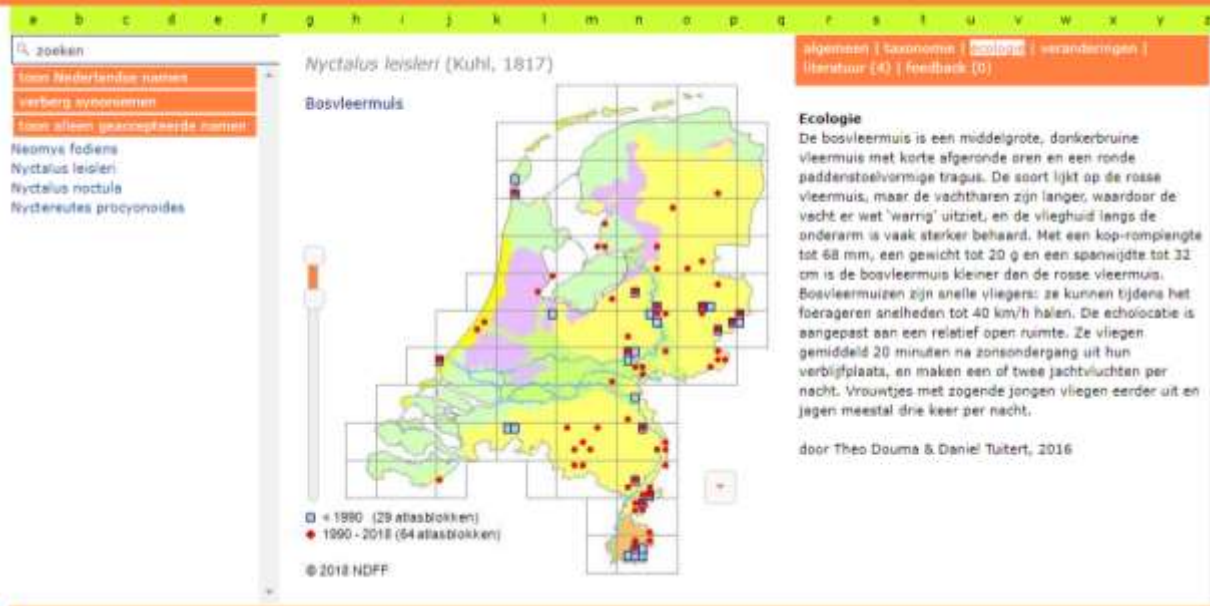 a b c d e f g h i j k l m n o p q r s t u v w x y z
zoeken
toon Nederlandse namen
verberg synoniemen
toon alleen geaccepteerde namen
Neomys fodiens
Nyctalus leisleri
Nyctalus noctula
Nyctereutes procyonoides
Nyctalus leisleri (Kuhl, 1817)
Bosvleermuis
< 1990 (29 atlasblokken)
1990 - 2018 (64 atlasblokken)
© 2018 NDFF
algemeen | taxonomie | ecologie | veranderingen |
literatuur (4) | feedback (0)
Ecologie
De bosvleermuis is een middelgrote, donkerbruine
vleermuis met korte afgeronde oren en een ronde
paddenstoelvormige tragus. De soort lijkt op de rosse
vleermuis, maar de vachtharen zijn langer, waardoor de
vacht er wat 'warrig' uitziet, en de vlieghuid langs de
onderarm is vaak sterker behaard. Met een kop-romplengte
tot 68 mm, een gewicht tot 20 g en een spanwijdte tot 32
cm is de bosvleermuis kleiner dan de rosse vleermuis.
Bosvleermuizen zijn snelle vliegers: ze kunnen tijdens het
foerageren snelheden tot 40 km/h halen. De echolocatie is
aangepast aan een relatief open ruimte. Ze vliegen
gemiddeld 20 minuten na zonsondergang uit hun
verblijfplaats, en maken een of twee jachtvluchten per
nacht. Vrouwtjes met zogende jongen vliegen eerder uit en
jagen meestal drie keer per nacht.
door Theo Douma & Daniel Tuitert, 2016